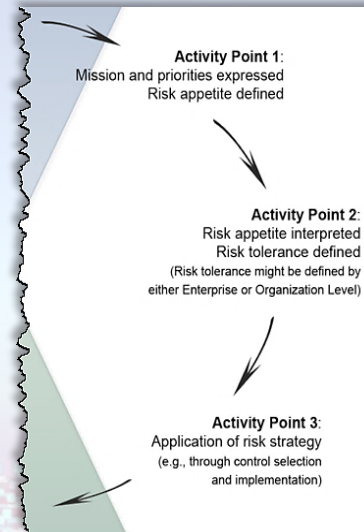 Activity Point 1:
Mission and priorities expressed
Risk appetite defined
Activity Point 2:
Risk appetite interpreted
Risk tolerance defined
(Risk tolerance might be defined by
either Enterprise or Organization Level)
Activity Point 3:
Application of risk strategy
(e.g., through control selection
and implementation)